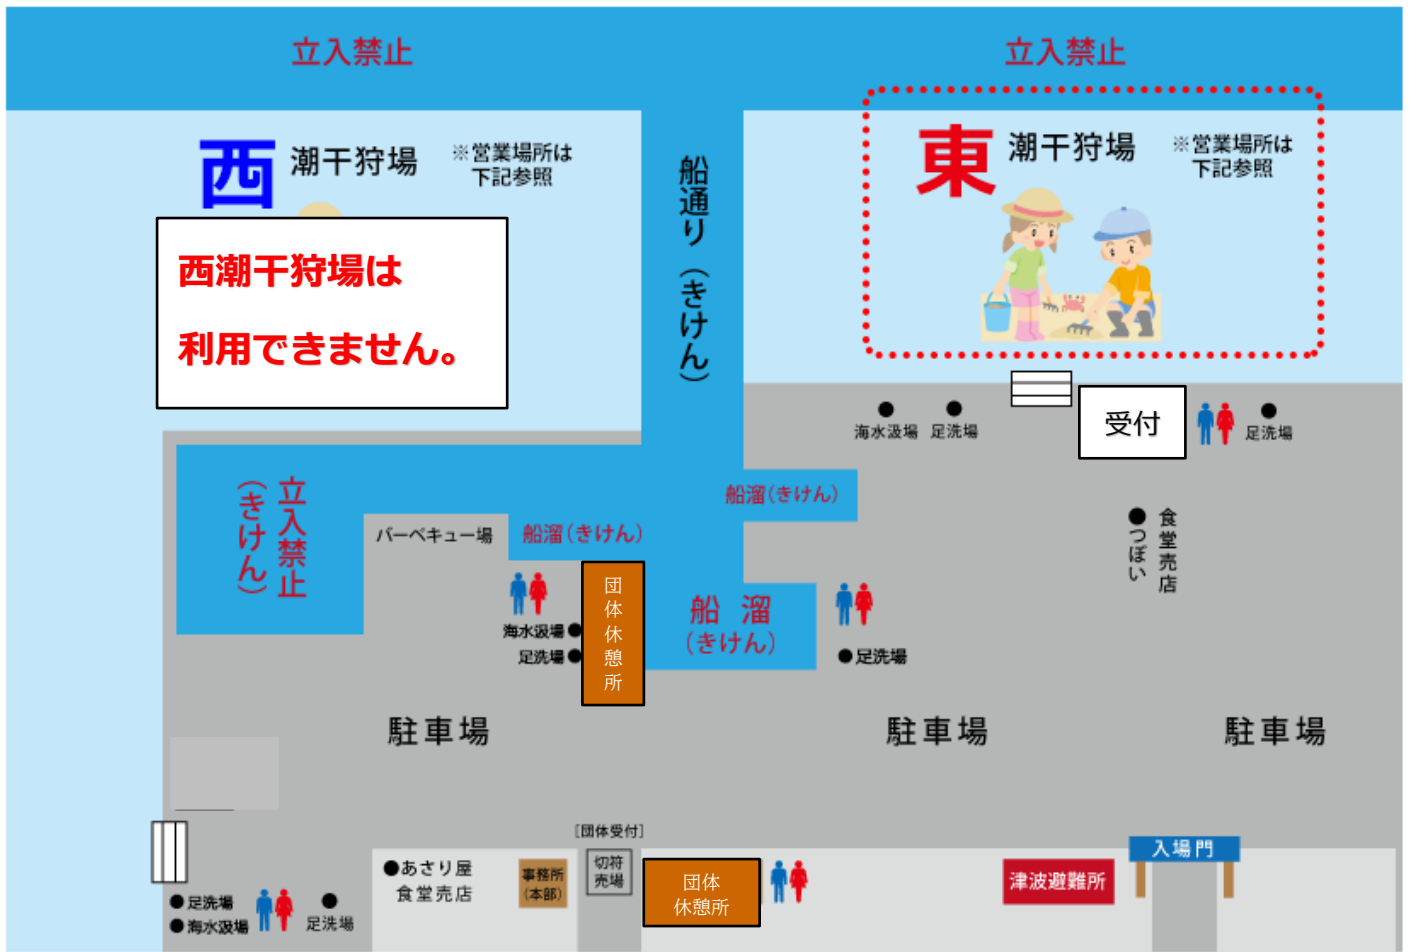 立入禁止
立入禁止
西 潮干狩場 ※営業場所は
下記参照
東 潮干狩場 ※営業場所は
下記参照
西潮干狩場は
利用できません。
船通り(きけん)
海水汲場 足洗場
受付
足洗場
立入禁止
(きけん)
バーベキュー場
船溜(きけん)
船溜(きけん)
食堂売店
●つぼい
団体休憩所
海水汲場●
足洗場●
船 溜
(きけん)
●足洗場
駐車場
駐車場
駐車場
[団体受付]
●あさり屋
食堂売店
事務所
(本部)
切符
売場
団体
休憩所
津波避難所
入場門
●足洗場
●海水汲場
足洗場